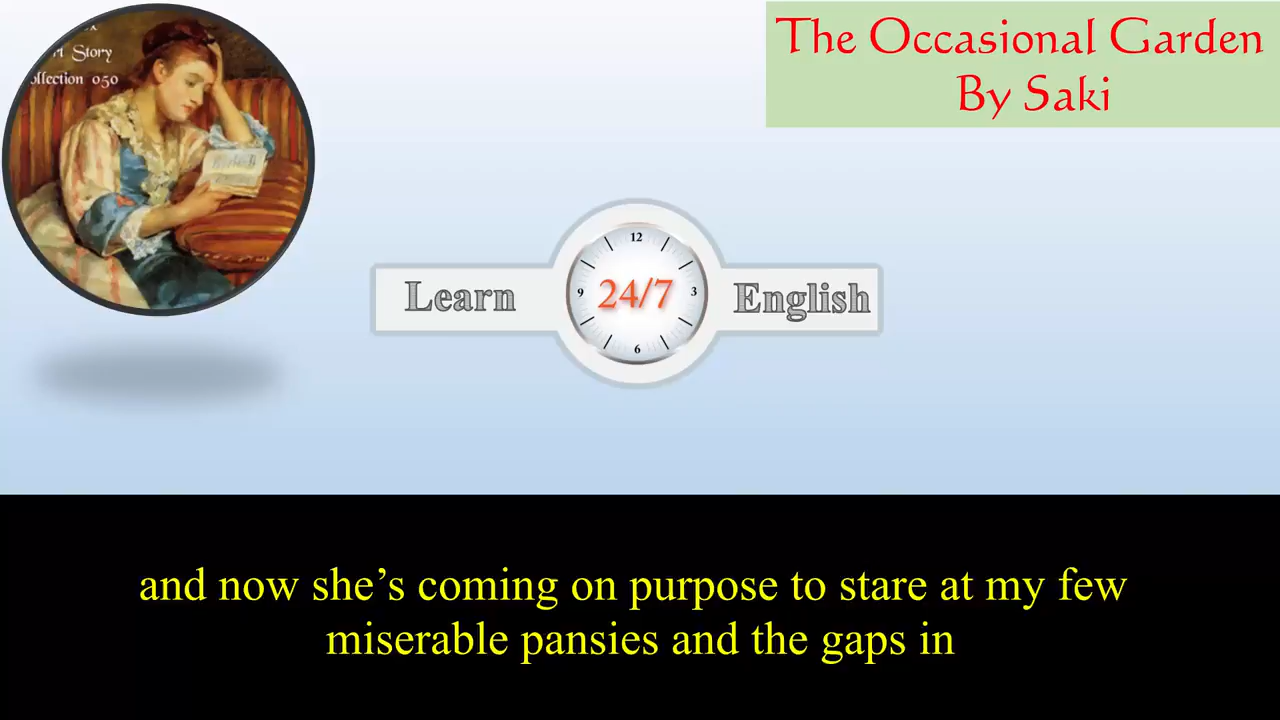 The Occasional Garden
By Saki
Story
050
12
9
24/7
3
6
Learn
English
and now she’s coming on purpose to stare at my few
miserable pansies and the gaps in